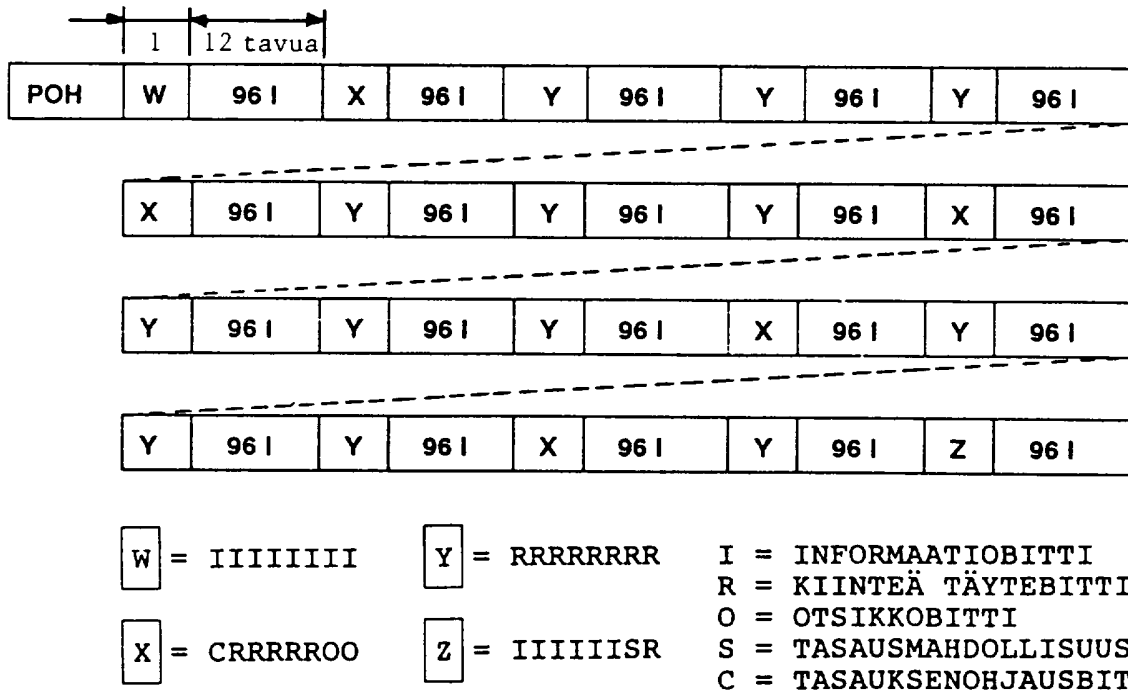 1 12 tavua
POH W 96 I X 96 I Y 96 I Y 96 I Y 96 I
X 96 I Y 96 I Y 96 I Y 96 I X 96 I
Y 96 I Y 96 I Y 96 I X 96 I Y 96 I
Y 96 I Y 96 I X 96 I Y 96 I Z 96 I
W = IIIIIIII Y = RRRRRRRR I = INFORMAATIOBITTI
R = KIINTEÄ TÄYTEBITTI
O = OTSIKKOBITTI
X = CRRRRROO Z = IIIIIISR S = TASAUSMAHDOLLISUUS
C = TASAUKSENOHJAUSBIT